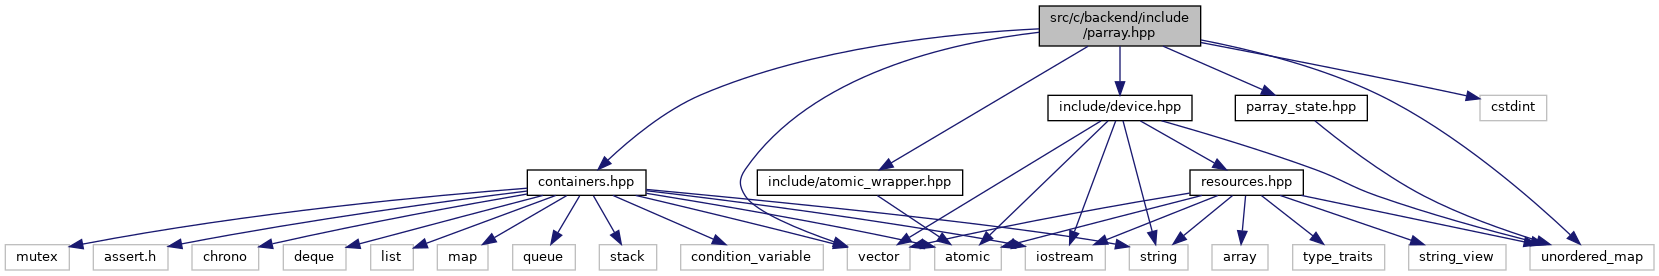 src/c/backend/include
/parray.hpp
include/device.hpp
parray_state.hpp
cstdint
containers.hpp
include/atomic_wrapper.hpp
resources.hpp
mutex
assert.h
chrono
deque
list
map
queue
stack
condition_variable
vector
atomic
iostream
string
array
type_traits
string_view
unordered_map